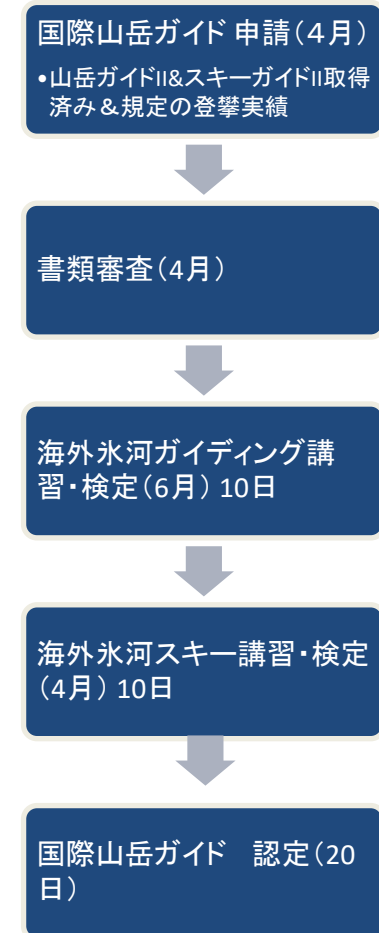 国際山岳ガイド 申請（４月）
•山岳ガイドII&スキーガイドII取得
済み＆規定の登攀実績
書類審査（4月）
海外氷河ガイディング講
習・検定（6月） 10日
海外氷河スキー講習・検定
（4月） 10日
国際山岳ガイド　認定（20
日）